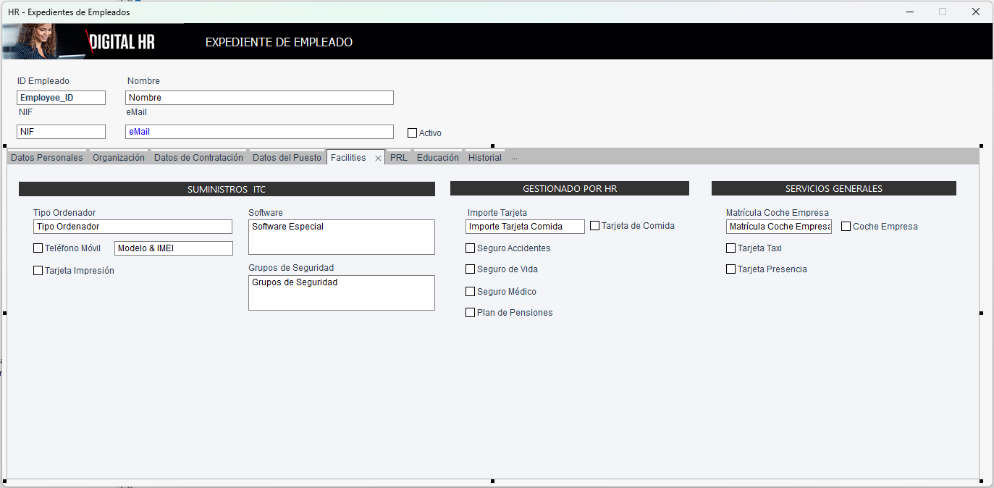 HR - Expedientes de Empleados
DIGITAL HR
EXPEDIENTE DE EMPLEADO
ID Empleado
Nombre
Employee_ID
Nombre
NIF
eMail
NIF
eMail
Activo
Datos Personales
Organización
Datos de Contratación
Datos del Puesto
Facilities
PRL
Educación
Historial
...
SUMINISTROS ITC
Tipo Ordenador
Tipo Ordenador
Teléfono Móvil
Modelo & IMEI
Tarjeta Impresión
Software
Software Especial
Grupos de Seguridad
Grupos de Seguridad
GESTIONADO POR HR
Importe Tarjeta
Importe Tarjeta Comida
Tarjeta de Comida
Seguro Accidentes
Seguro de Vida
Seguro Médico
Plan de Pensiones
SERVICIOS GENERALES
Matrícula Coche Empresa
Matrícula Coche Empresa
Coche Empresa
Tarjeta Taxi
Tarjeta Presencia